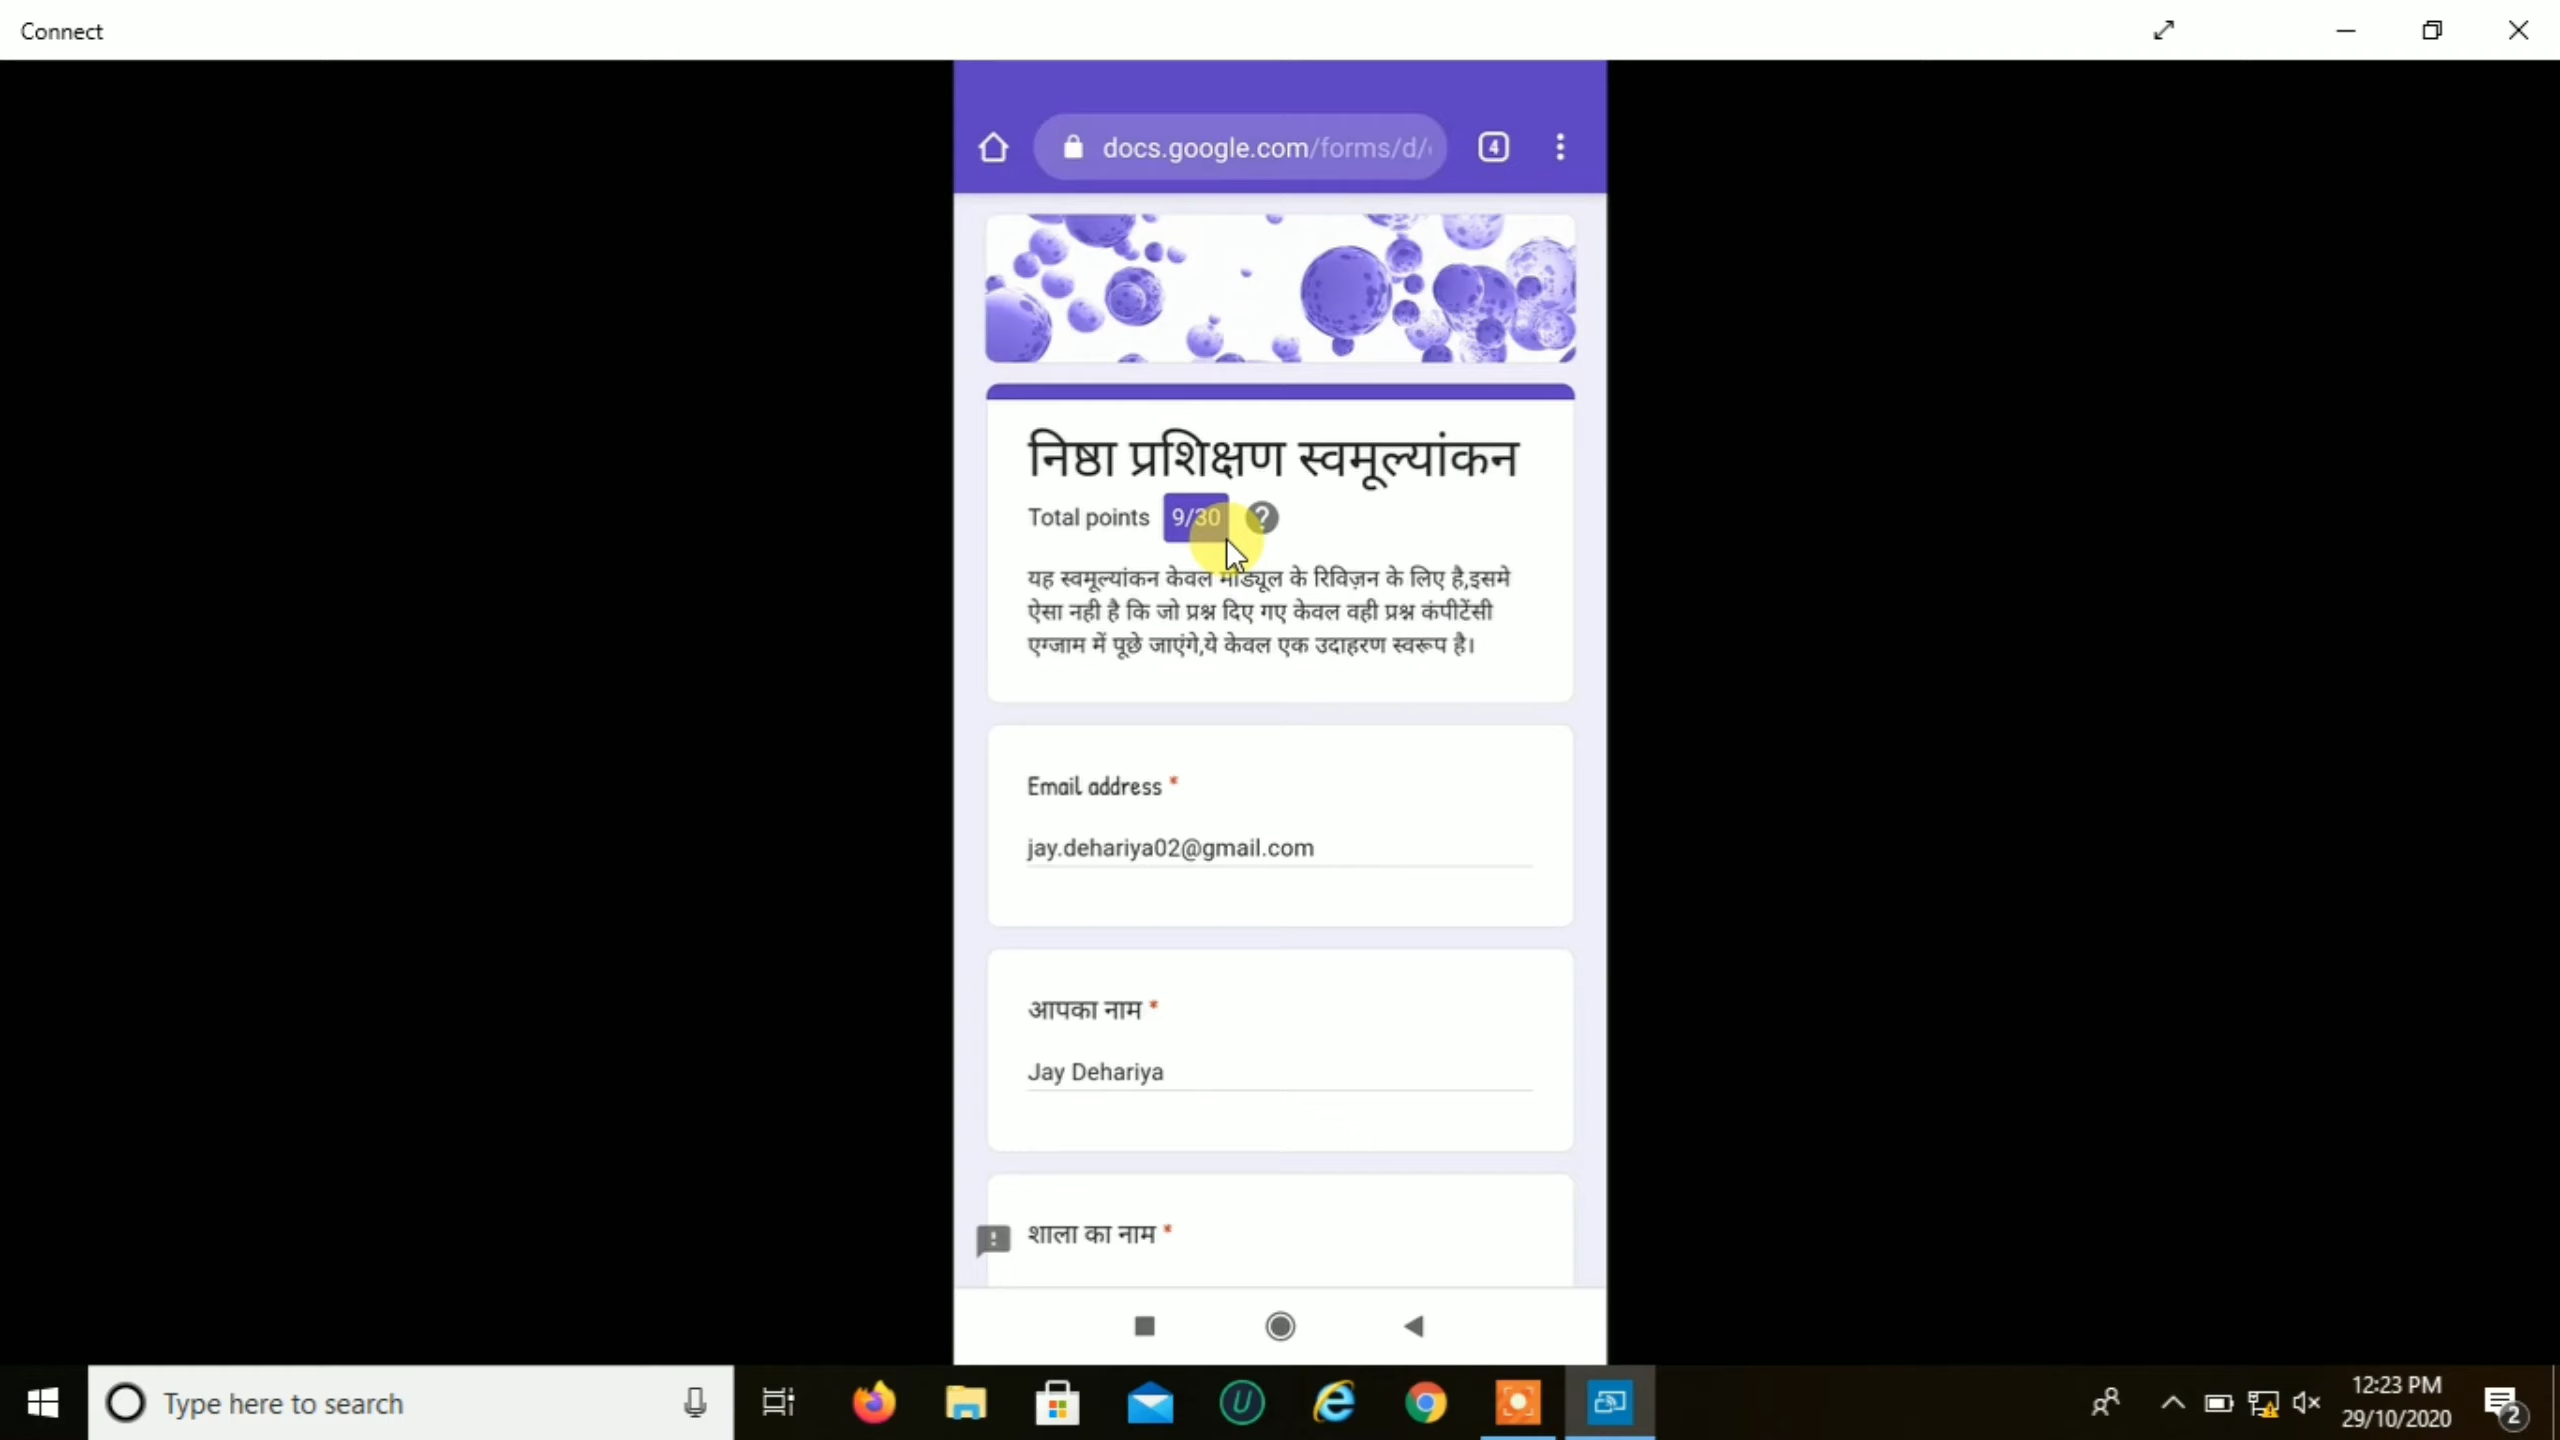 Connect
docs.google.com/forms/d/
4
निष्ठा प्रशिक्षण स्वमूल्यांकन
Total points 9/30 ?
यह स्वमूल्यांकन केवल मॉड्यूल के रिविज़न के लिए है,इसमे
ऐसा नही है कि जो प्रश्न दिए गए केवल वही प्रश्न कंपीटेंसी
एग्जाम में पूछे जाएंगे,ये केवल एक उदाहरण स्वरूप है।
Email address *
jay.dehariya02@gmail.com
आपका नाम *
Jay Dehariya
शाला का नाम *
Type here to search
12:23 PM
29/10/2020
2